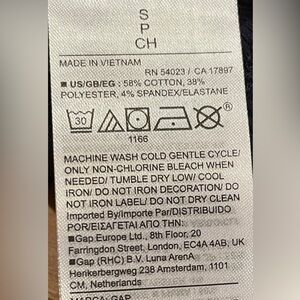 S
P
CH
MADE IN VIETNAM
RN 54023 / CA 17897
■ US/GB/EG : 58% COTTON, 38%
POLYESTER, 4% SPANDEX/ELASTANE
30 ®
1166
MACHINE WASH COLD GENTLE CYCLE/
ONLY NON-CHLORINE BLEACH WHEN
NEEDED/ TUMBLE DRY LOW/ COOL
IRON/ DO NOT IRON DECORATION/ DO
NOT IRON LABEL/ DO NOT DRY CLEAN
Imported By/Importe Par/DISTRIBUIDO
POR/ΕΙΣΑΓΕΤΑΙ ΑΠΟ ΤΗΝ:
■Gap Europe Ltd., 8th Floor, 20
Farringdon Street, London, EC4A 4AB, UK
■Gap (RHC) B.V. Luna ArenA
Herikerbergweg 238 Amsterdam, 1101
CM, Netherlands
MARCA: GAP